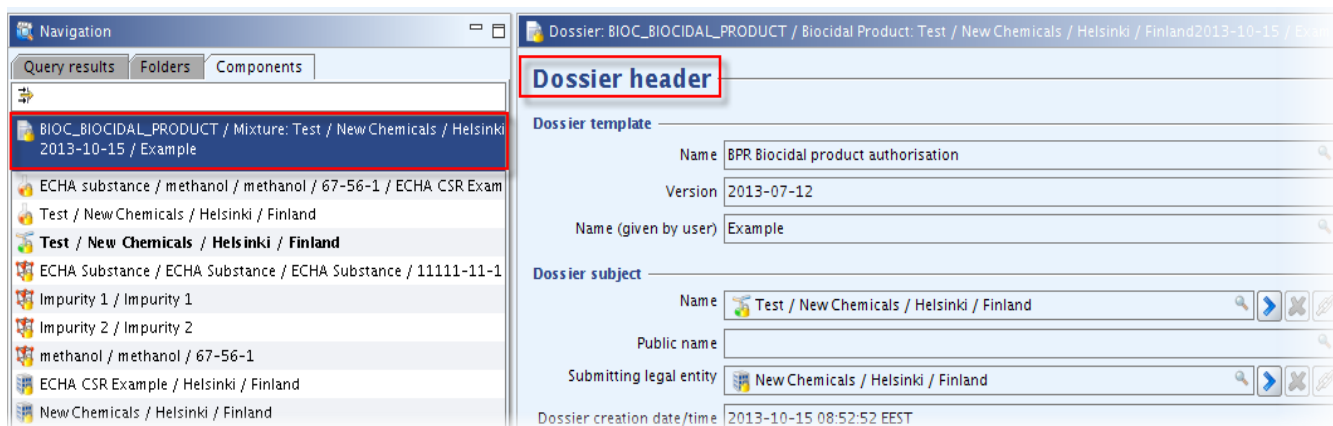 Navigation
Query results Folders Components
BIOC_BIOCIDAL_PRODUCT / Mixture: Test / New Chemicals / Helsinki
2013-10-15 / Example
ECHA substance / methanol / methanol / 67-56-1 / ECHA CSR Exam
Test / New Chemicals / Helsinki / Finland
Test / New Chemicals / Helsinki / Finland
ECHA Substance / ECHA Substance / ECHA Substance / 11111-11-1
Impurity 1 / Impurity 1
Impurity 2 / Impurity 2
methanol / methanol / 67-56-1
ECHA CSR Example / Helsinki / Finland
New Chemicals / Helsinki / Finland
Dossier: BIOC_BIOCIDAL_PRODUCT / Biocidal Product: Test / New Chemicals / Helsinki / Finland2013-10-15 / Exam
Dossier header
Dossier template
Name BPR Biocidal product authorisation
Version 2013-07-12
Name (given by user) Example
Dossier subject
Name Test / New Chemicals / Helsinki / Finland
Public name
Submitting legal entity New Chemicals / Helsinki / Finland
Dossier creation date/time 2013-10-15 08:52:52 EEST